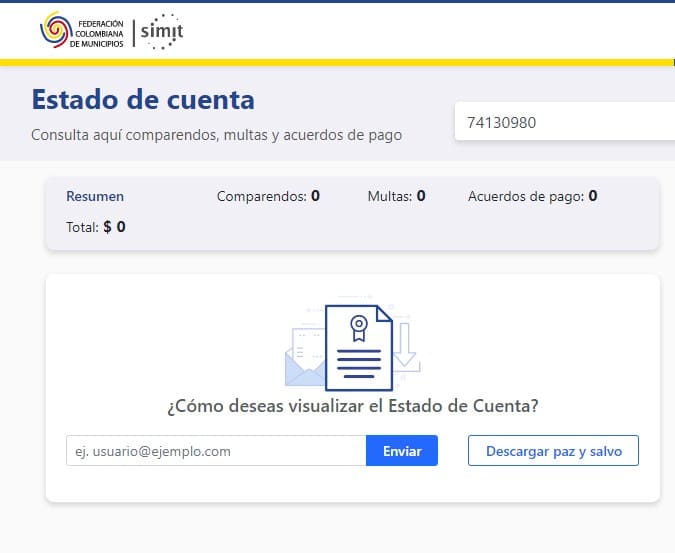 FEDERACIÓN
COLOMBIANA
DE MUNICIPIOS
simit
Estado de cuenta
Consulta aquí comparendos, multas y acuerdos de pago
74130980
Resumen
Comparendos: 0
Multas: 0
Acuerdos de pago: 0
Total: $ 0
¿Cómo deseas visualizar el Estado de Cuenta?
ej. usuario@ejemplo.com
Enviar
Descargar paz y salvo